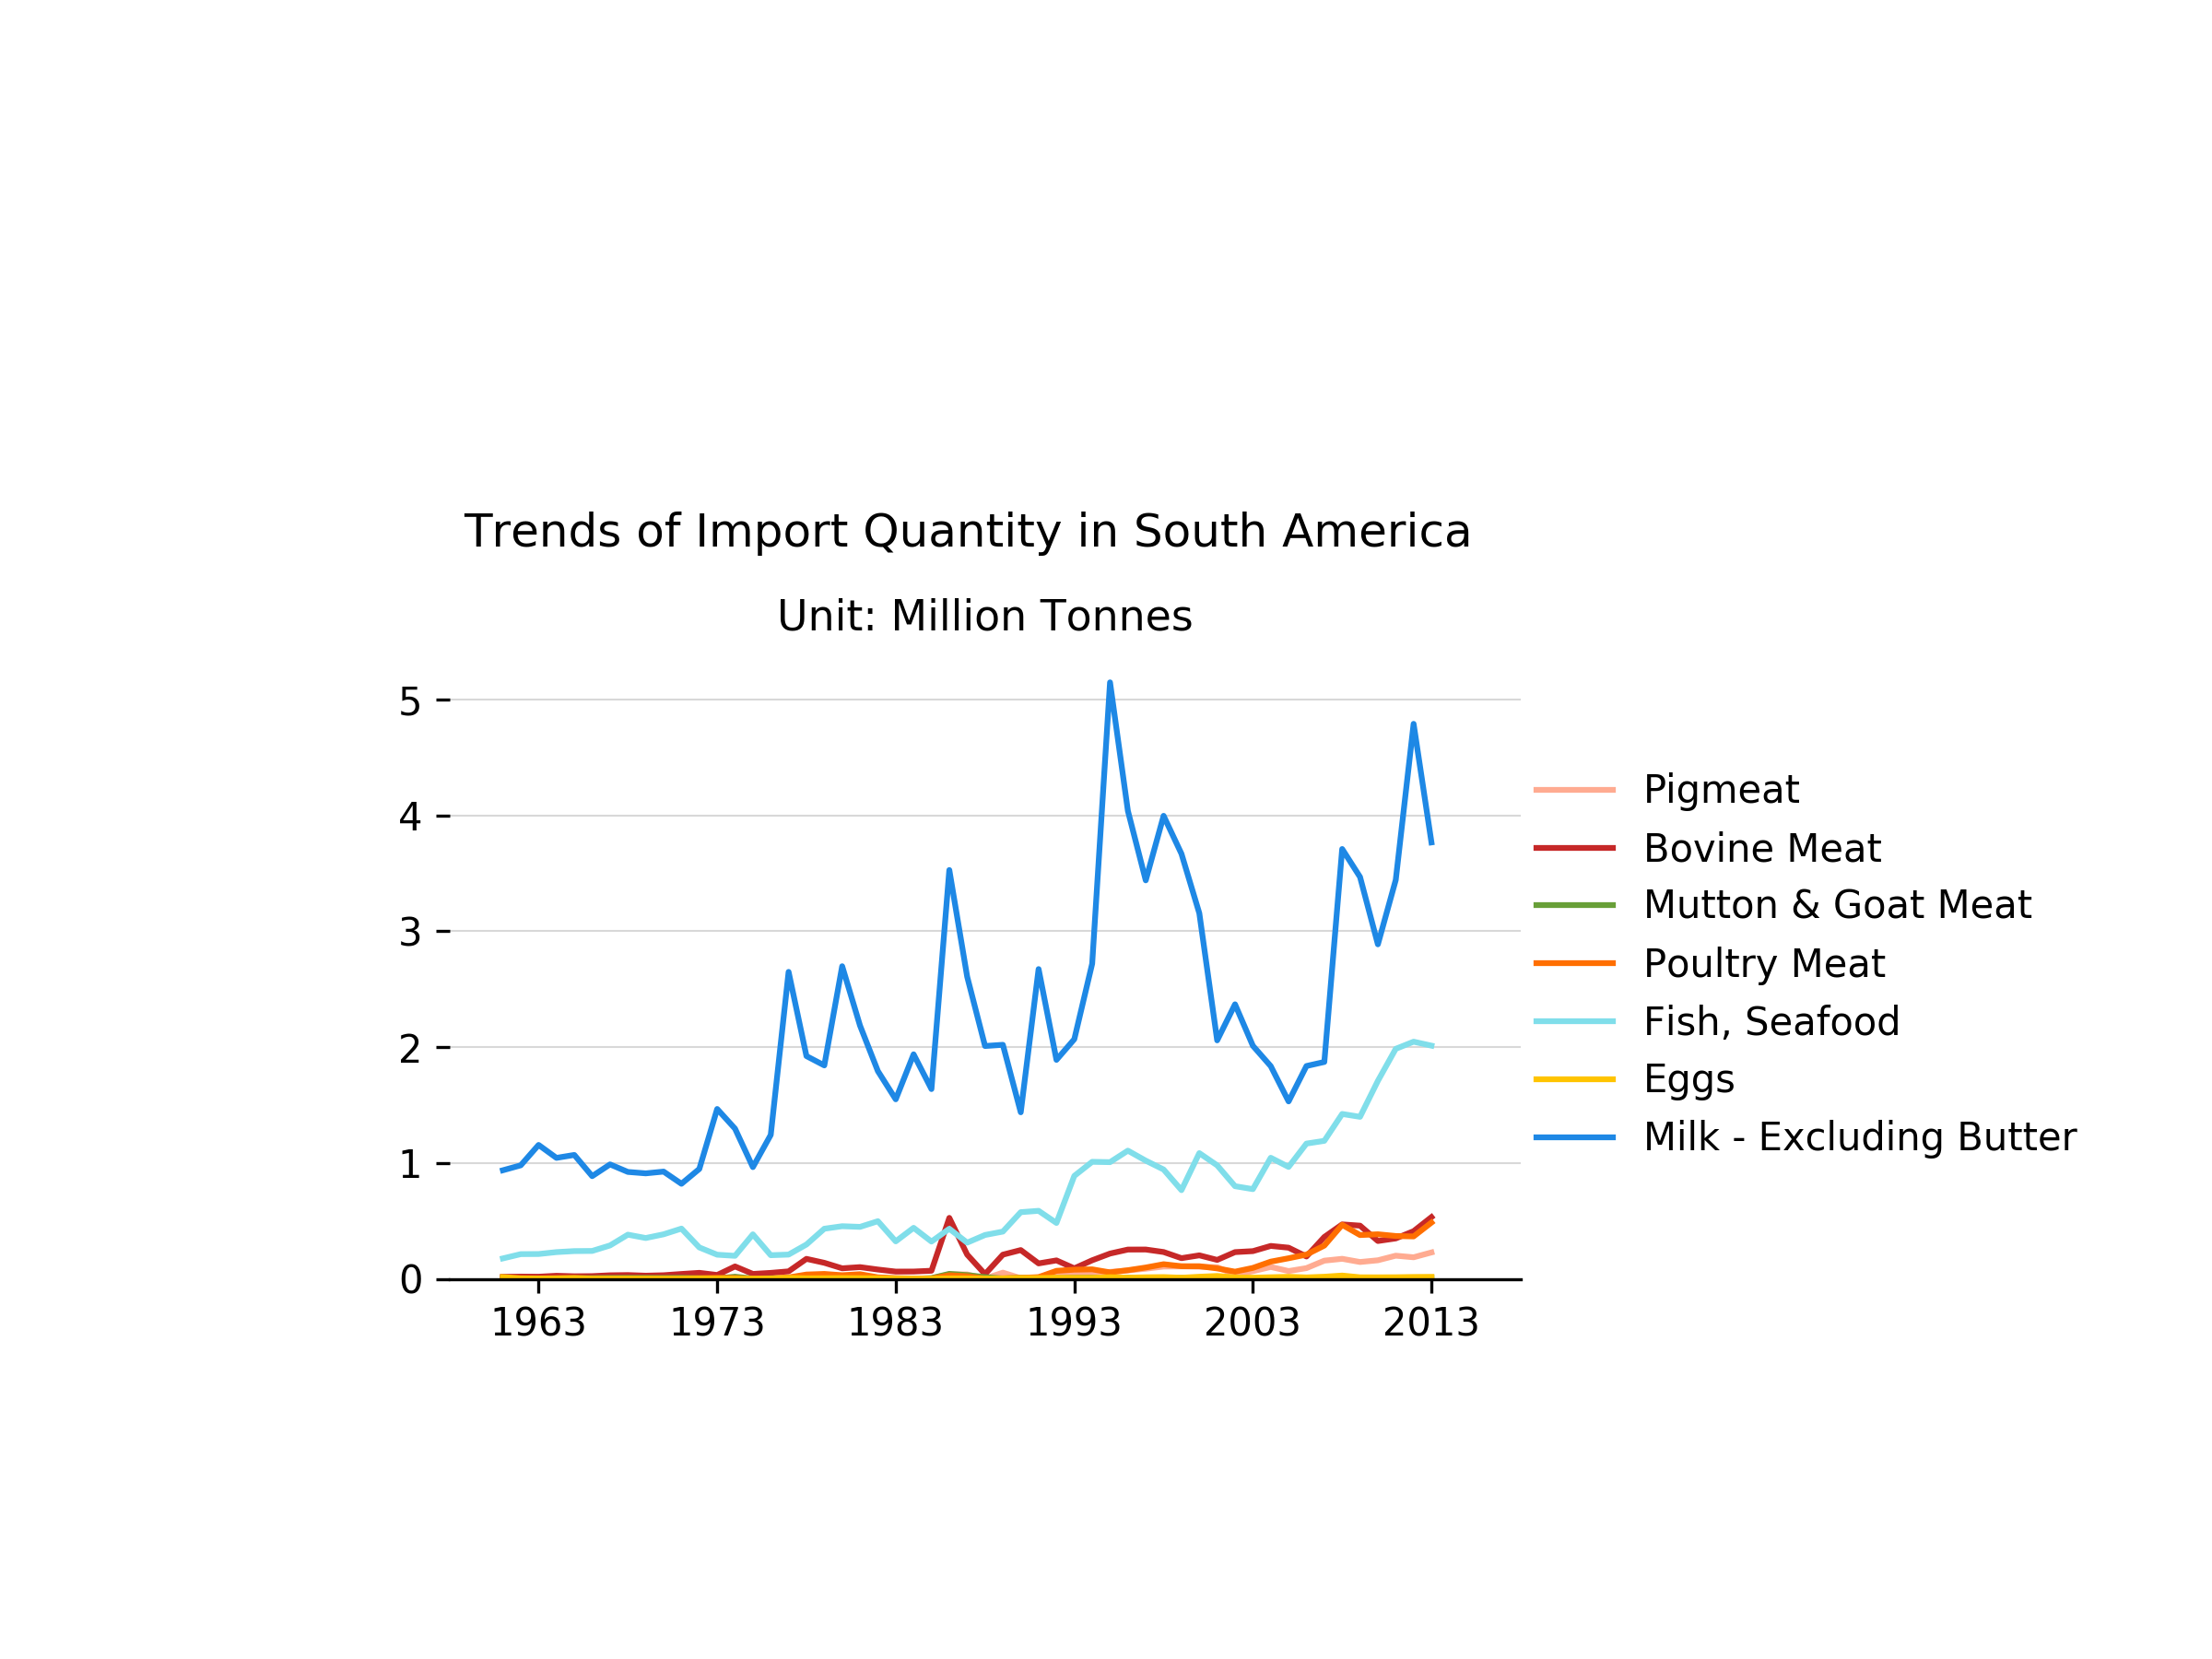 Trends of Import Quantity in South America
Unit: Million Tonnes
5
4
3
2
1
0
1963 1973 1983 1993 2003 2013
Pigmeat
Bovine Meat
Mutton & Goat Meat
Poultry Meat
Fish, Seafood
Eggs
Milk - Excluding Butter